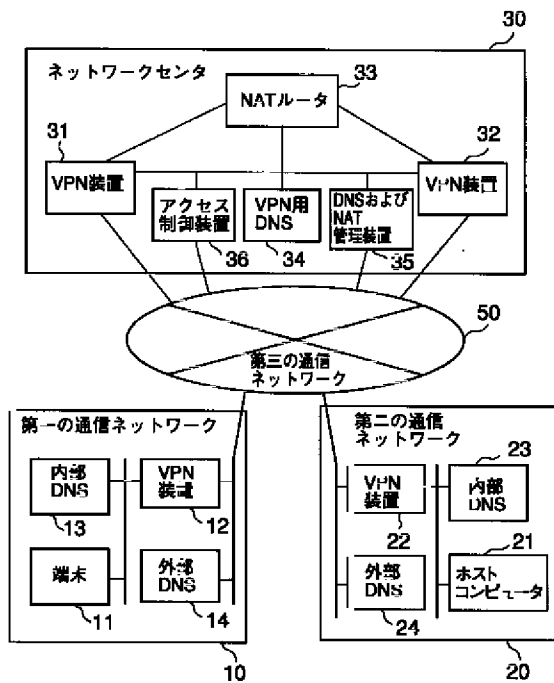 30
ネットワークセンタ
33
NATルータ
31
VPN装置
32
VPN装置
アクセス
制御装置
36
VPN用
DNS
34
DNSおよび
NAT
管理装置
35
50
第三の通信
ネットワーク
第一の通信ネットワーク
内部
DNS
13
VPN
装置
12
端末
11
外部
DNS
14
10
第二の通信
ネットワーク
23
VPN
装置
22
内部
DNS
21
外部
DNS
24
ホスト
コンピュータ
20